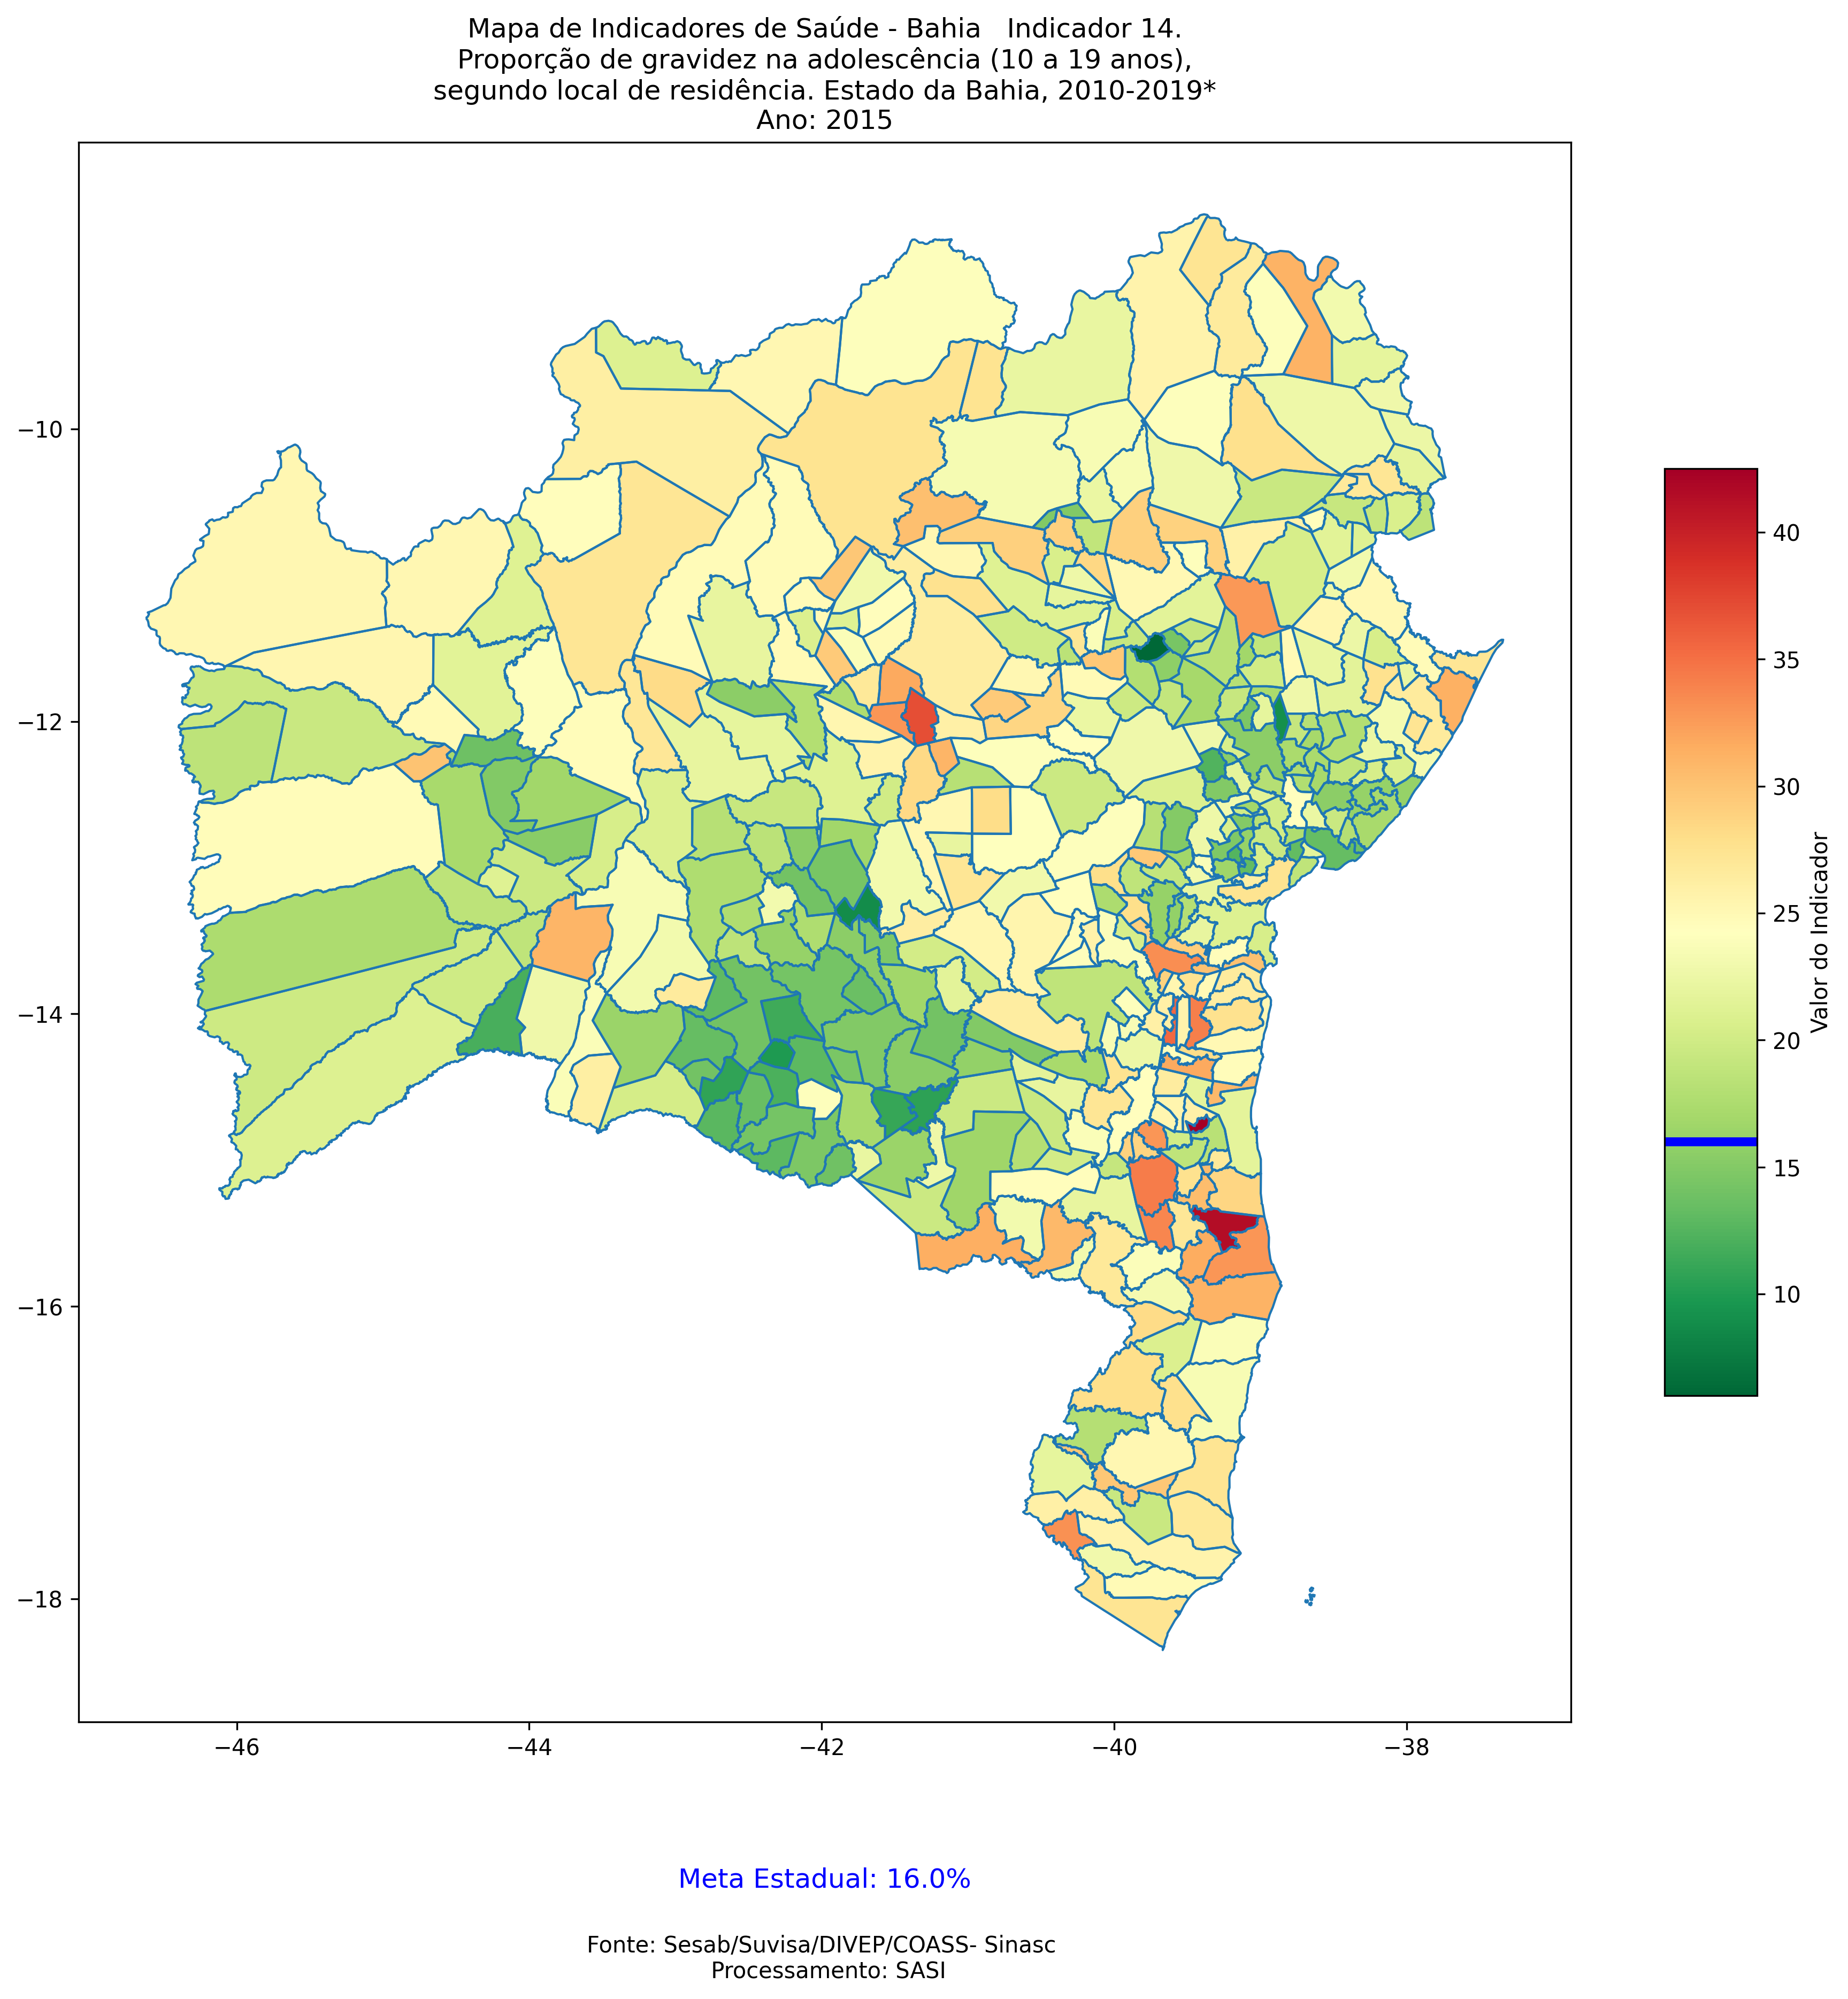 Mapa de Indicadores de Saúde - Bahia   Indicador 14.
Proporção de gravidez na adolescência (10 a 19 anos),
segundo local de residência. Estado da Bahia, 2010-2019*
Ano: 2015
−10
−12
−14
−16
−18
−46
−44
−42
−40
−38
40
35
30
25
20
15
10
Valor do Indicador
Meta Estadual: 16.0%
Fonte: Sesab/Suvisa/DIVEP/COASS- Sinasc
Processamento: SASI